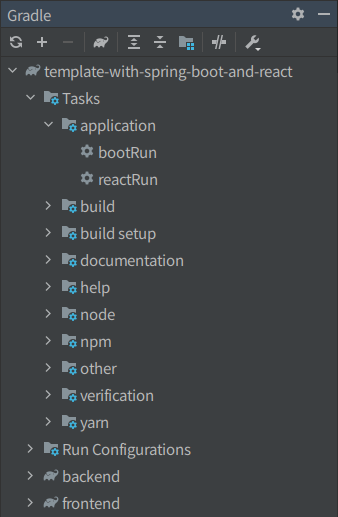 Gradle
template-with-spring-boot-and-react
Tasks
application
bootRun
reactRun
build
build setup
documentation
help
node
npm
other
verification
yarn
Run Configurations
backend
frontend